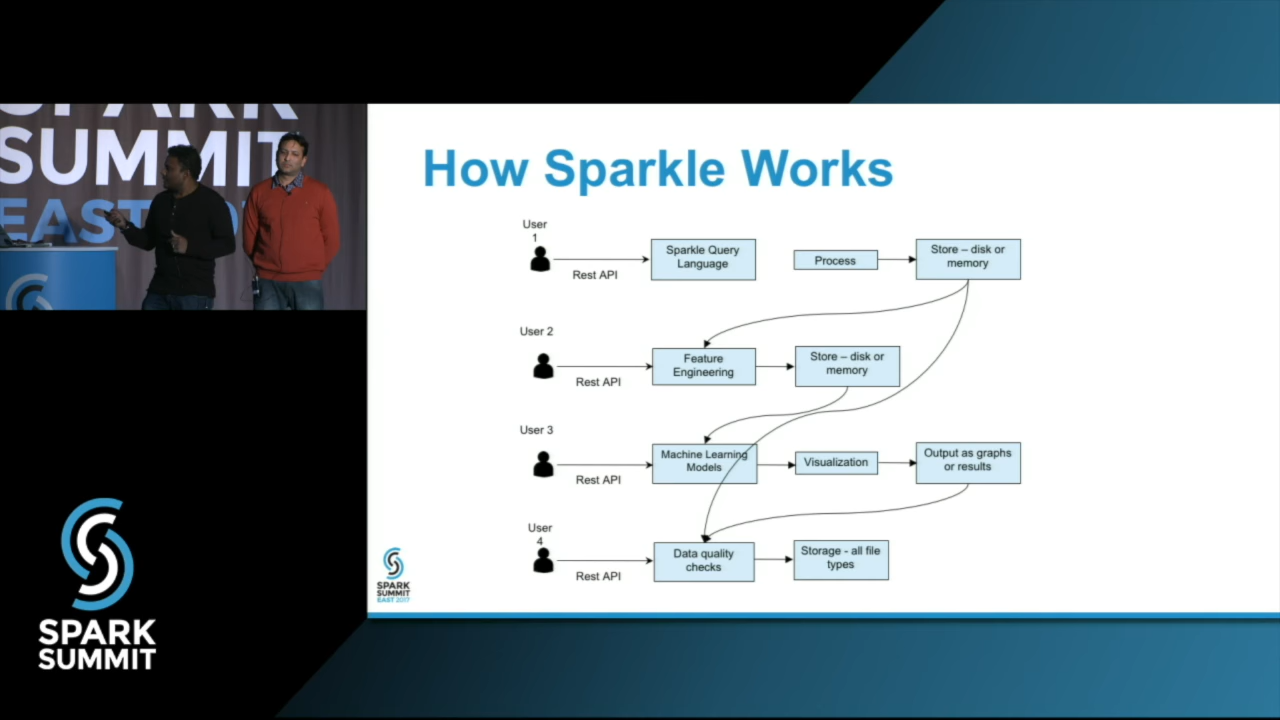 SPARK
SUMMIT
EAST
How Sparkle Works
User
1
Rest API
Sparkle Query
Language
Process
Store – disk or
memory
User 2
Rest API
Feature
Engineering
Store – disk or
memory
User 3
Rest API
Machine Learning
Models
Visualization
Output as graphs
or results
User
4
Rest API
Data quality
checks
Storage - all file
types
SPARK
SUMMIT
EAST 2017
SPARK
SUMMIT